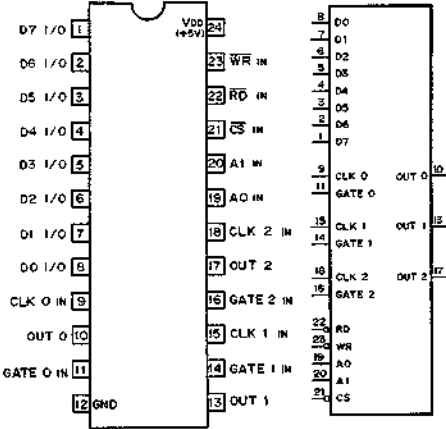 D7 I/O 1
D6 I/O 2
D5 I/O 3
D4 I/O 4
D3 I/O 5
D2 I/O 6
D1 I/O 7
D0 I/O 8
CLK 0 IN 9
OUT 0 10
GATE 0 IN 11
12 GND
VDD 24
(+5V)
23 WR IN
22 RD IN
21 CS IN
20 A1 IN
19 A0 IN
18 CLK 2 IN
17 OUT 2
16 GATE 2 IN
15 CLK 1 IN
14 GATE 1 IN
13 OUT 1
8 D0
7 D1
6 D2
5 D3
4 D4
3 D5
2 D6
1 D7
9 CLK 0 OUT 0 10
11 GATE 0
15 CLK 1 OUT 1 13
14 GATE 1
18 CLK 2 OUT 2 17
16 GATE 2
22 RD
23 WR
19 A0
20 A1
21 CS